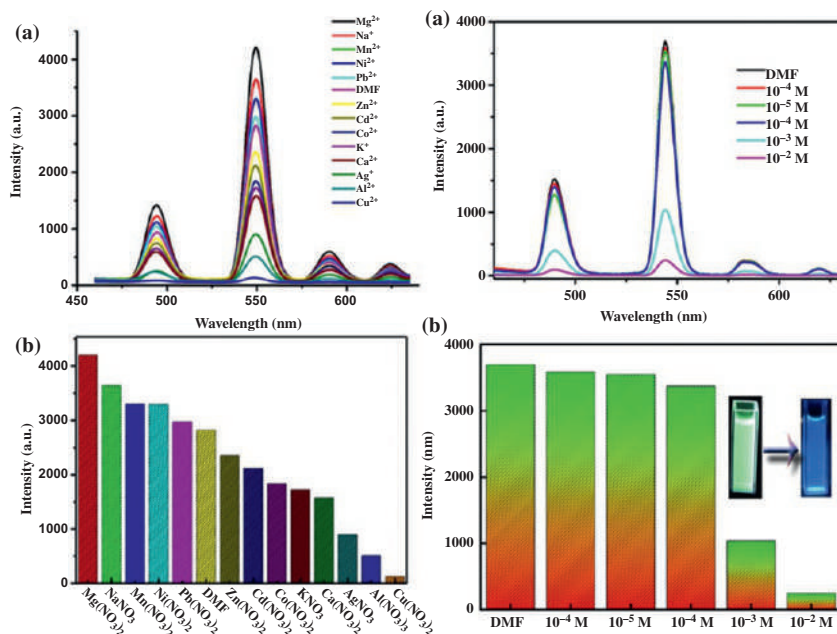 (a)
4000
3000
2000
1000
0
Intensity (a.u.)
450
500
550
600
Wavelength (nm)
Mg2+
Na+
Mn2+
Ni2+
Pb2+
DMF
Zn2+
Cd2+
Co2+
K+
Ca2+
Ag+
Al2+
Cu2+
(a)
4000
3000
2000
1000
0
Intensity (a.u.)
500
550
600
Wavelength (nm)
DMF
10−4 M
10−5 M
10−4 M
10−3 M
10−2 M
(b)
4000
3000
2000
1000
0
Intensity (a.u.)
Mg(NO3)2
NaNO3
Mn(NO3)2
Ni(NO3)2
Pb(NO3)2
DMF
Zn(NO3)2
Cd(NO3)2
Co(NO3)2
KNO3
Ca(NO3)2
AgNO3
Al(NO3)3
Cu(NO3)2
(b)
4000
3000
2000
1000
0
Intensity (nm)
DMF
10−4 M
10−5 M
10−4 M
10−3 M
10−2 M